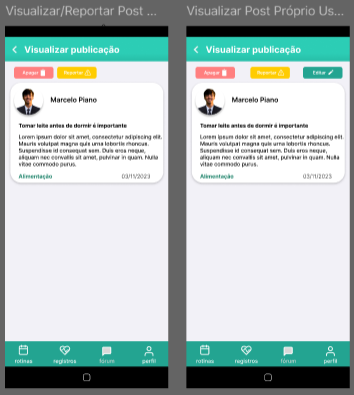 Visualizar/Reportar Post ...
Visualizar publicação
Apagar
Reportar
Marcelo Piano
Tomar leite antes de dormir é importante
Lorem ipsum dolor sit amet, consectetur adipiscing elit.
Mauris volutpat mauris quis urna lobortis rhoncus.
Suspendisse id consequat sem. Duis eros neque,
aliquam nec convallis sit amet, pulvinar in quam. Nulla
vitae commodo purus.
Alimentação 03/11/2023
rotinas registros fórum perfil
Visualizar Post Próprio Us...
Visualizar publicação
Apagar
Reportar
Editar
Marcelo Piano
Tomar leite antes de dormir é importante
Lorem ipsum dolor sit amet, consectetur adipiscing elit.
Mauris volutpat mauris quis urna lobortis rhoncus.
Suspendisse id consequat sem. Duis eros neque,
aliquam nec convallis sit amet, pulvinar in quam. Nulla
vitae commodo purus.
Alimentação 03/11/2023
rotinas registros fórum perfil